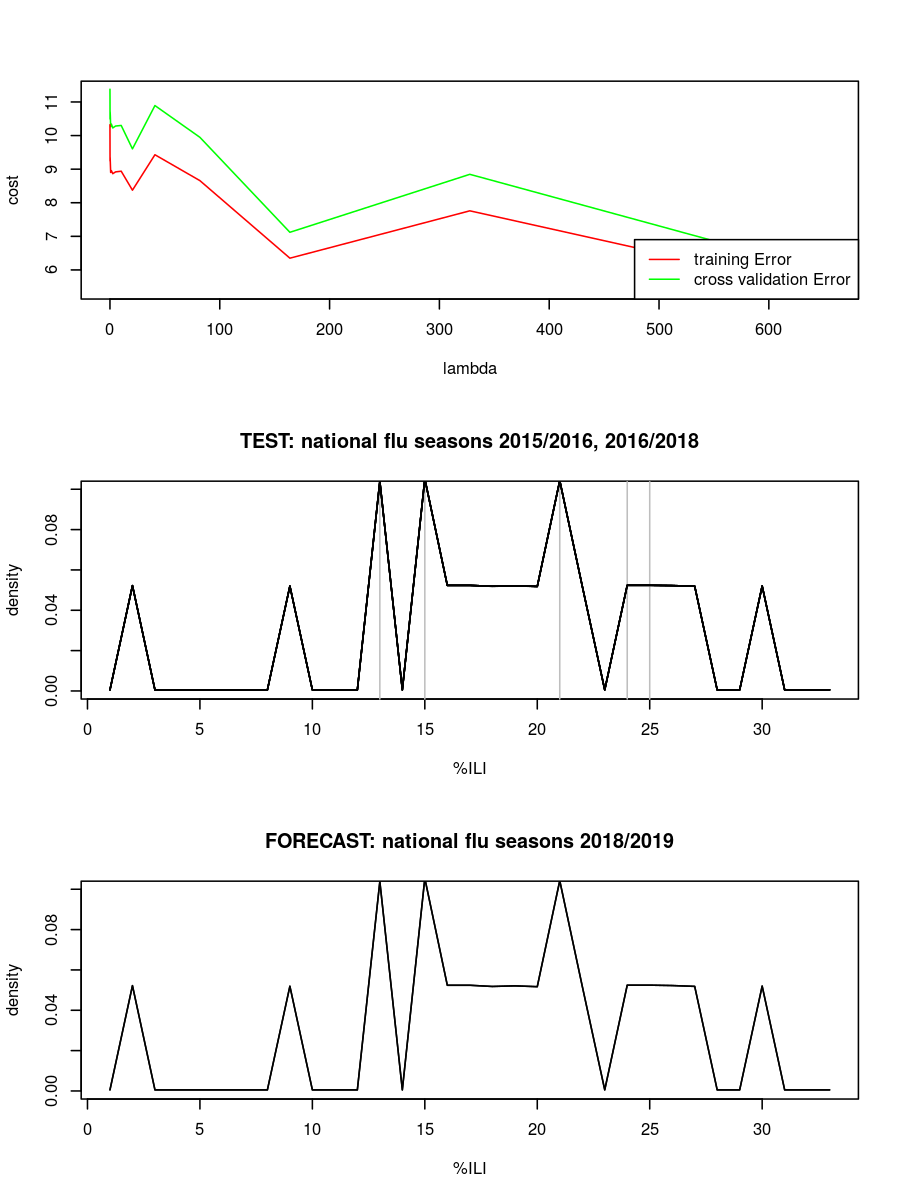 cost
6 7 8 9 10 11
0 100 200 300 400 500 600
training Error
cross validation Error
lambda
TEST: national flu seasons 2015/2016, 2016/2018
density
0.00 0.04 0.08
0 5 10 15 20 25 30
%ILI
FORECAST: national flu seasons 2018/2019
density
0.00 0.04 0.08
0 5 10 15 20 25 30
%ILI